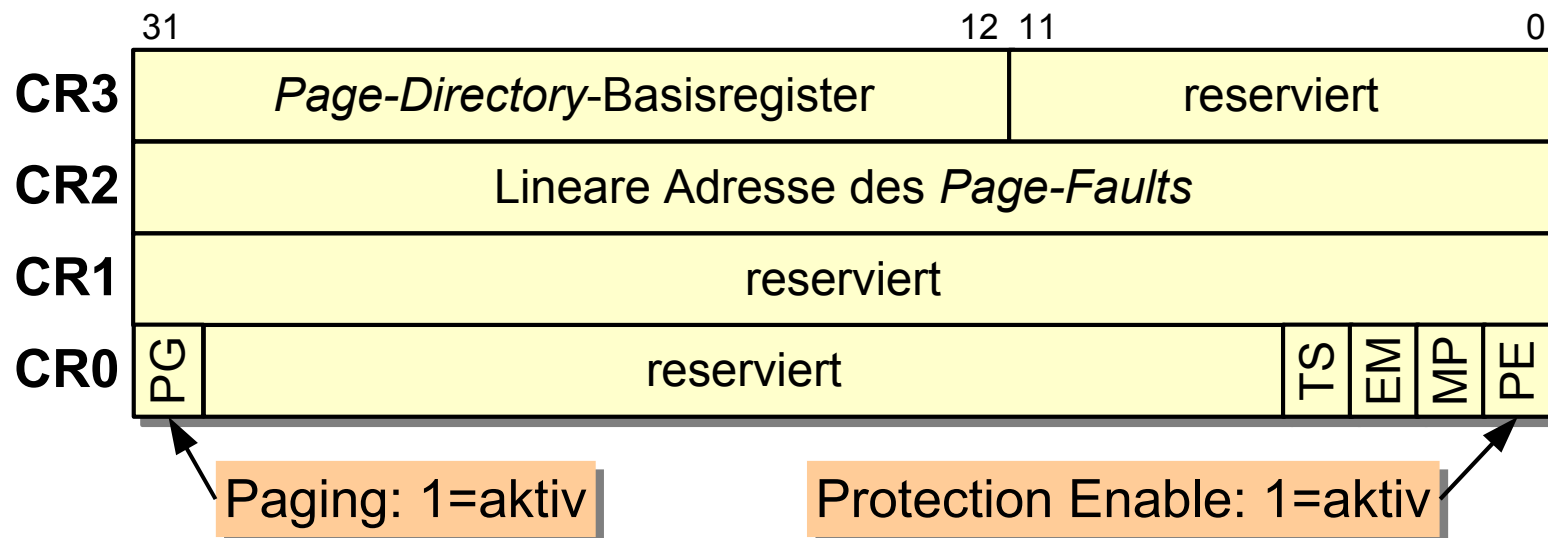 31 12 11 0
CR3 Page-Directory-Basisregister reserviert
CR2 Lineare Adresse des Page-Faults
CR1 reserviert
CR0 PG reserviert TS EM MP PE
Paging: 1=aktiv Protection Enable: 1=aktiv